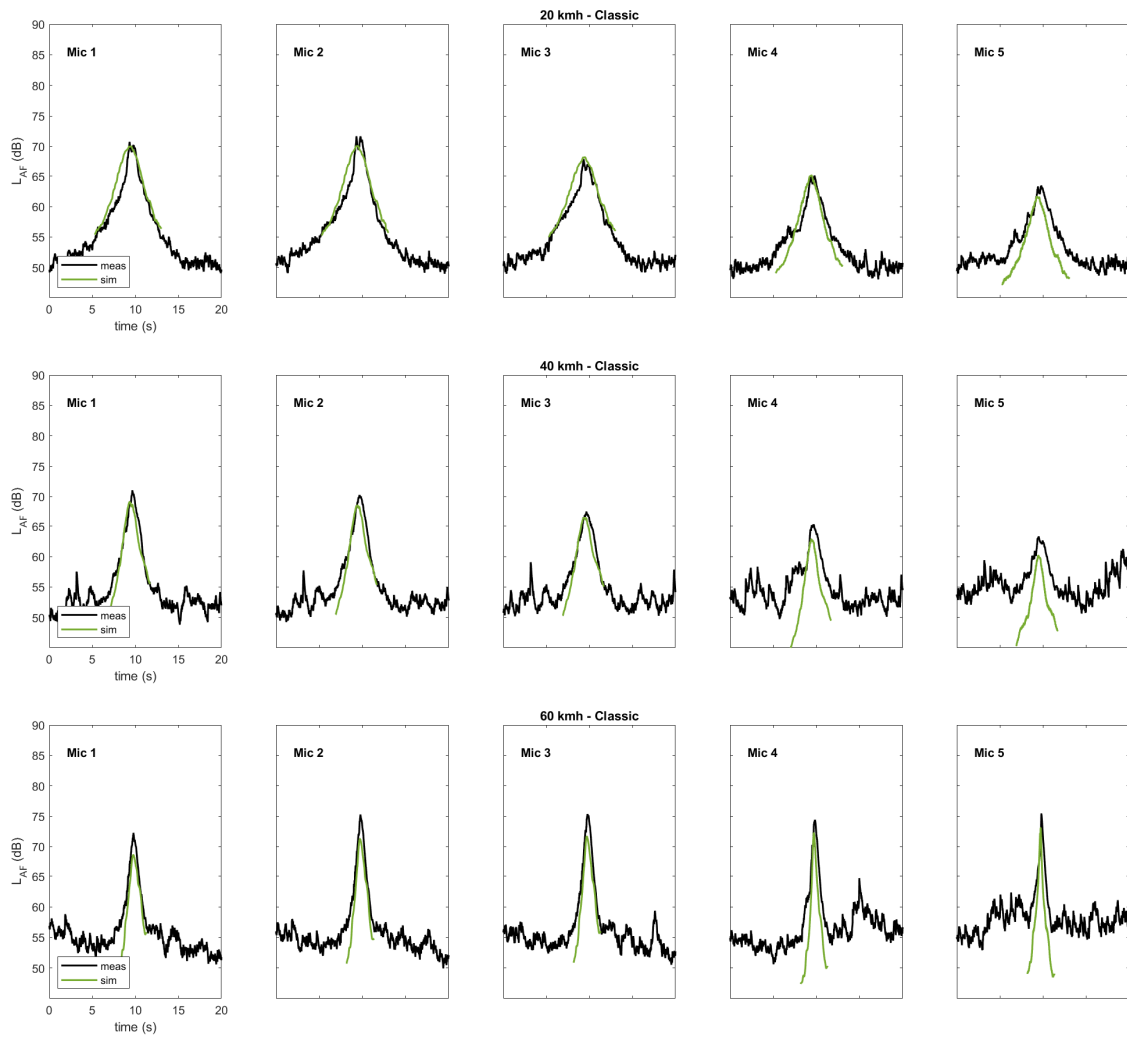 20 kmh - Classic
90
85
80
75
70
65
60
55
50
L_AF (dB)
Mic 1
Mic 2
Mic 3
Mic 4
Mic 5
meas
sim
0 5 10 15 20
time (s)
40 kmh - Classic
90
85
80
75
70
65
60
55
50
L_AF (dB)
Mic 1
Mic 2
Mic 3
Mic 4
Mic 5
meas
sim
0 5 10 15 20
time (s)
60 kmh - Classic
90
85
80
75
70
65
60
55
50
L_AF (dB)
Mic 1
Mic 2
Mic 3
Mic 4
Mic 5
meas
sim
0 5 10 15 20
time (s)